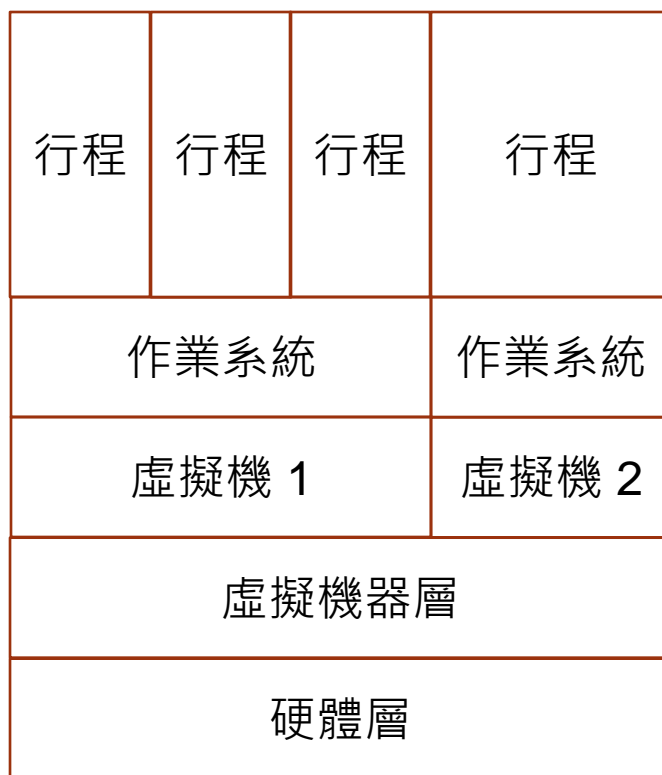 行程 行程 行程 行程
作業系統 作業系統
虛擬機 1 虛擬機 2
虛擬機器層
硬體層